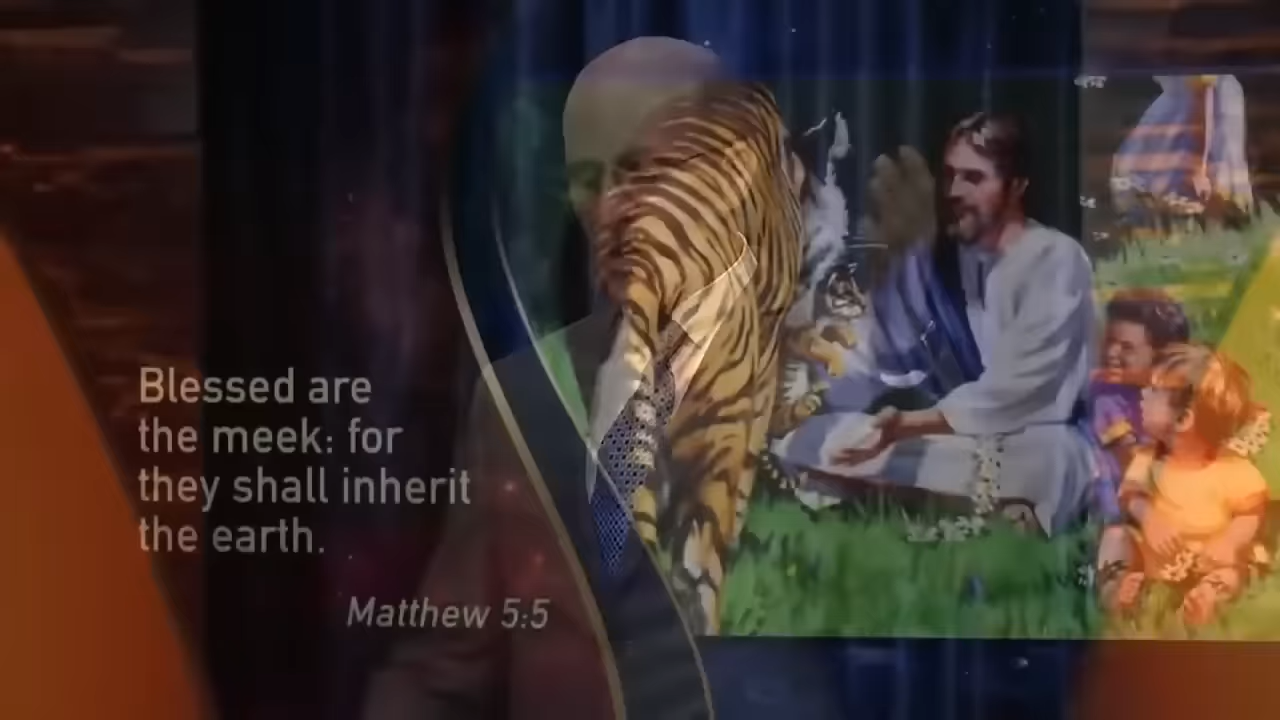 Blessed are
the meek: for
they shall inherit
the earth.
Matthew 5:5